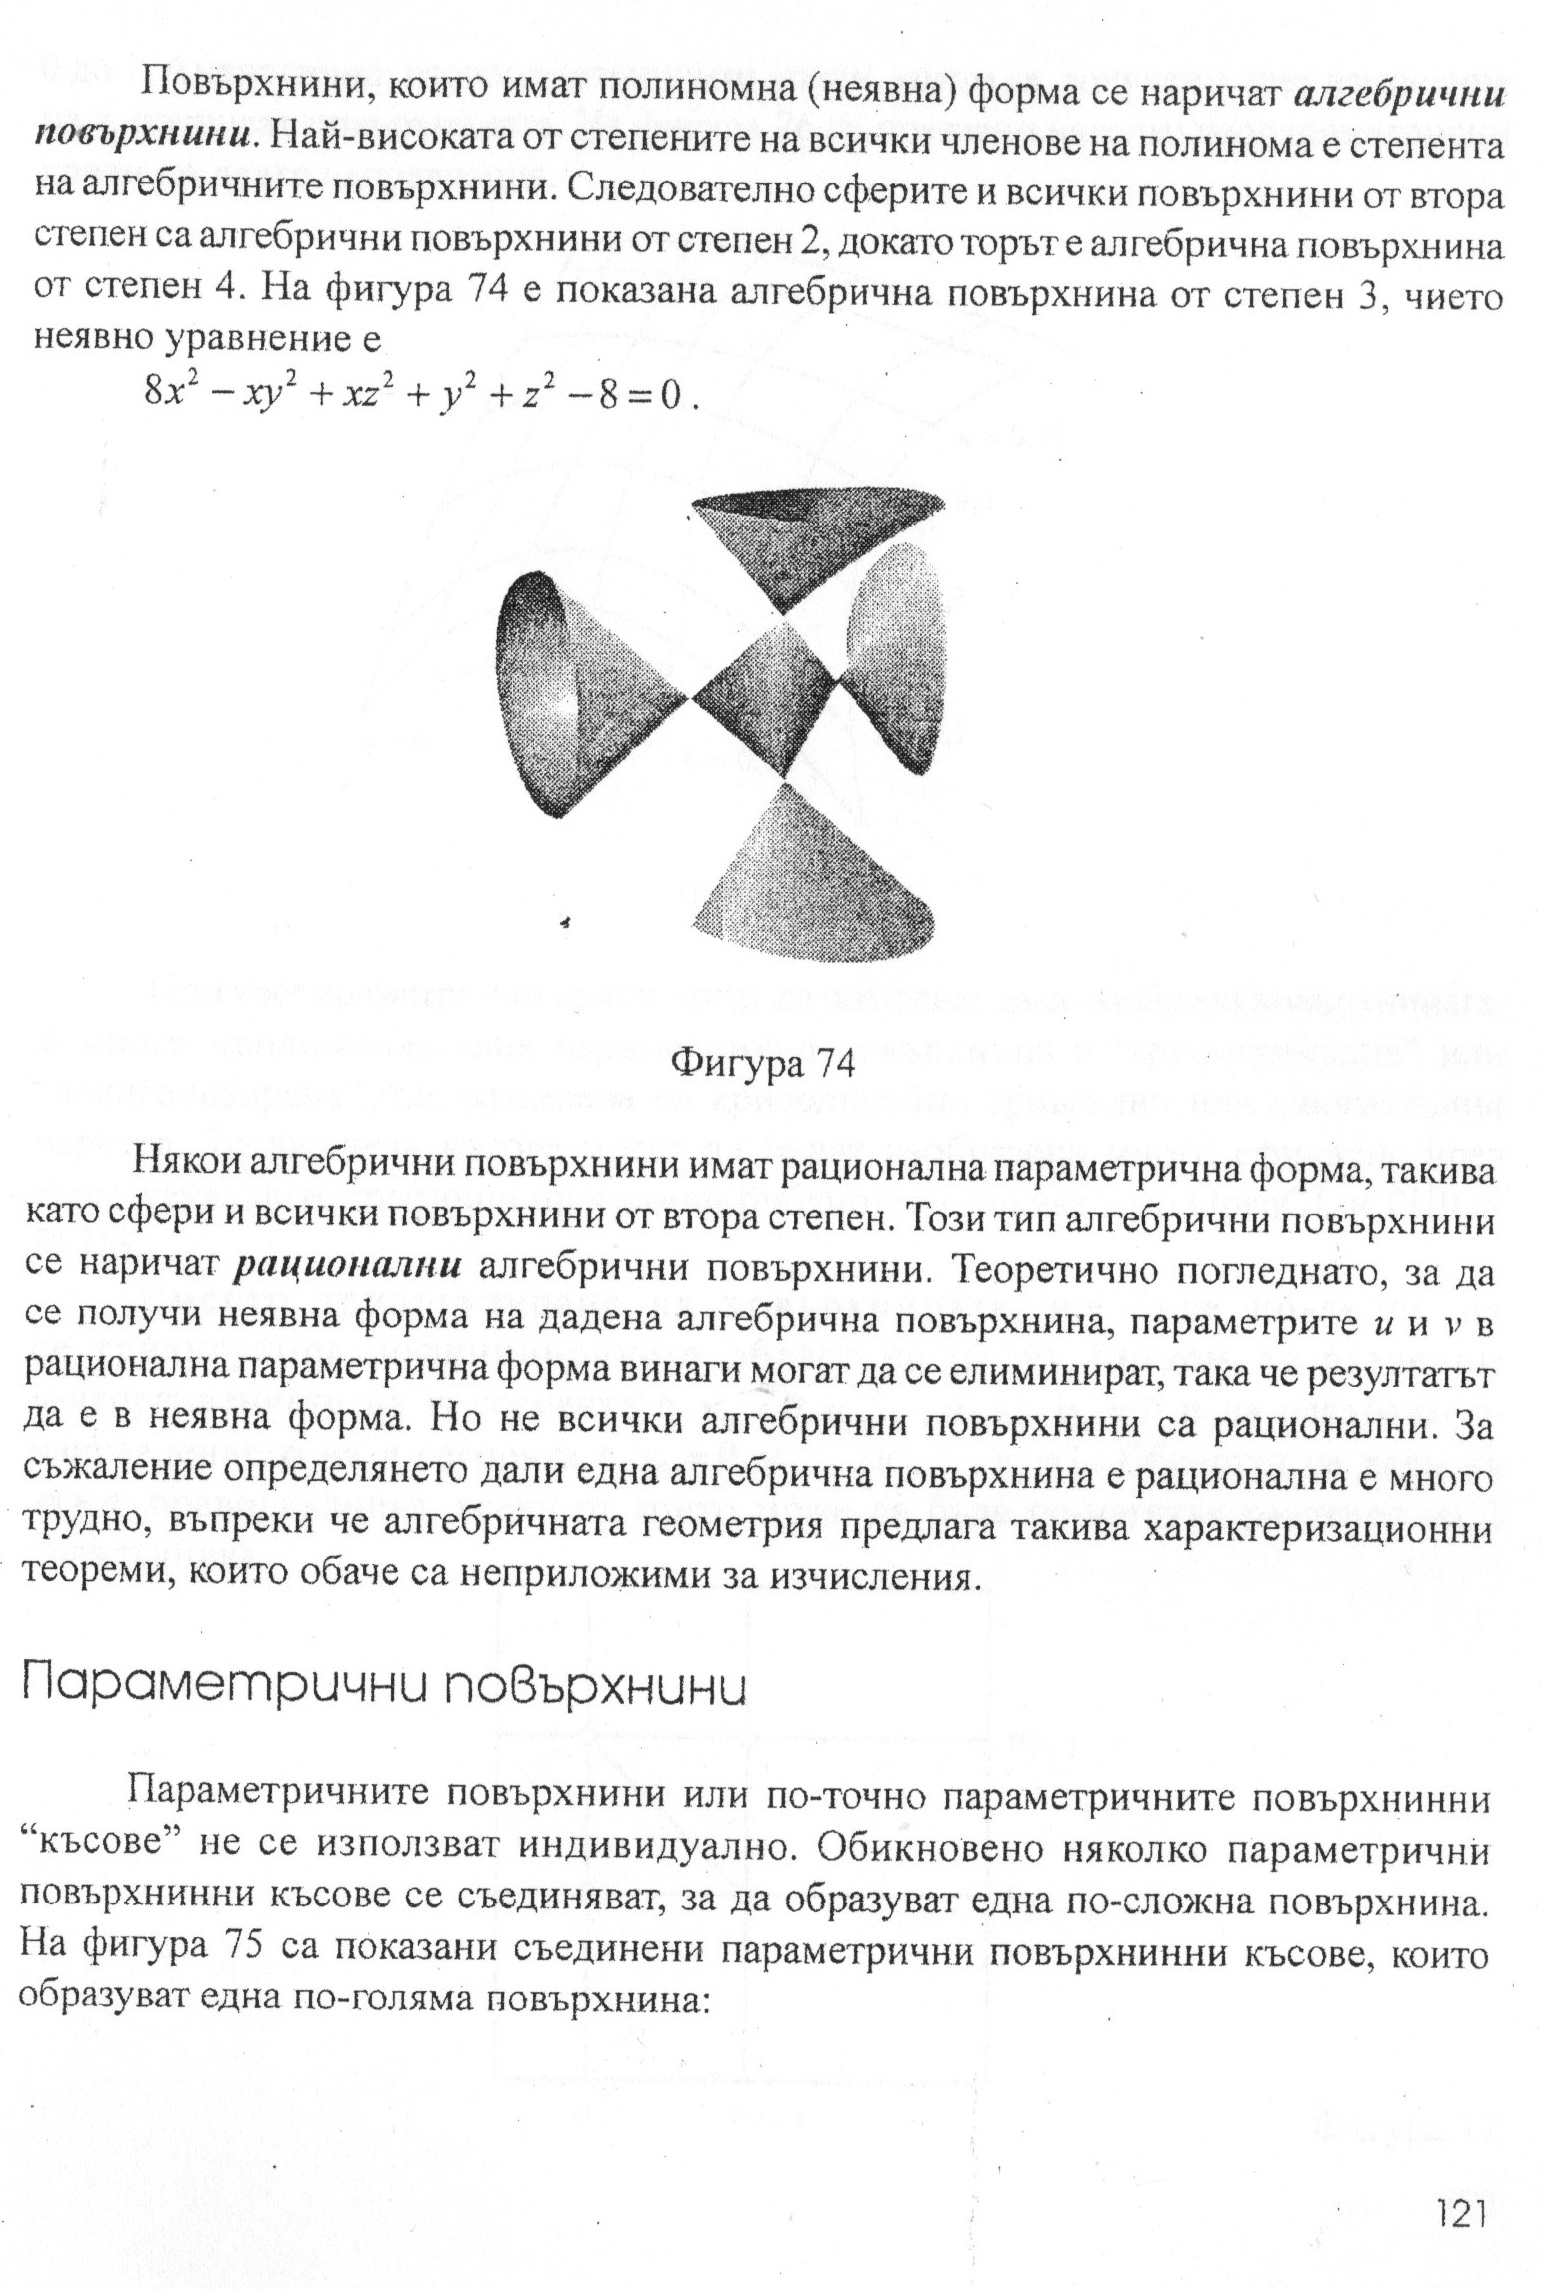 Повърхнини, които имат полиномна (неявна) форма се наричат алгебрични
повърхнини. Най-високата от степените на всички членове на полинома е степента
на алгебричните повърхнини. Следователно сферите и всички повърхнини от втора
степен са алгебрични повърхнини от степен 2, докато торът е алгебрична повърхнина
от степен 4. На фигура 74 е показана алгебрична повърхнина от степен 3, чието
неявно уравнение е
8x² – xy² + xz² + y² + z² – 8 = 0 .
Фигура 74
Някои алгебрични повърхнини имат рационална параметрична форма, такива
като сфери и всички повърхнини от втора степен. Този тип алгебрични повърхнини
се наричат рационални алгебрични повърхнини. Теоретично погледнато, за да
се получи неявна форма на дадена алгебрична повърхнина, параметрите u и v в
рационална параметрична форма винаги могат да се елиминират, така че резултатът
да е в неявна форма. Но не всички алгебрични повърхнини са рационални. За
съжаление определянето дали една алгебрична повърхнина е рационална е много
трудно, въпреки че алгебричната геометрия предлага такива характеризационни
теореми, които обаче са неприложими за изчисления.
Параметрични повърхнини
Параметричните повърхнини или по-точно параметричните повърхнинни
“късове” не се използват индивидуално. Обикновено няколко параметрични
повърхнинни късове се съединяват, за да образуват една по-сложна повърхнина.
На фигура 75 са показани съединени параметрични повърхнинни късове, които
образуват една по-голяма повърхнина:
121